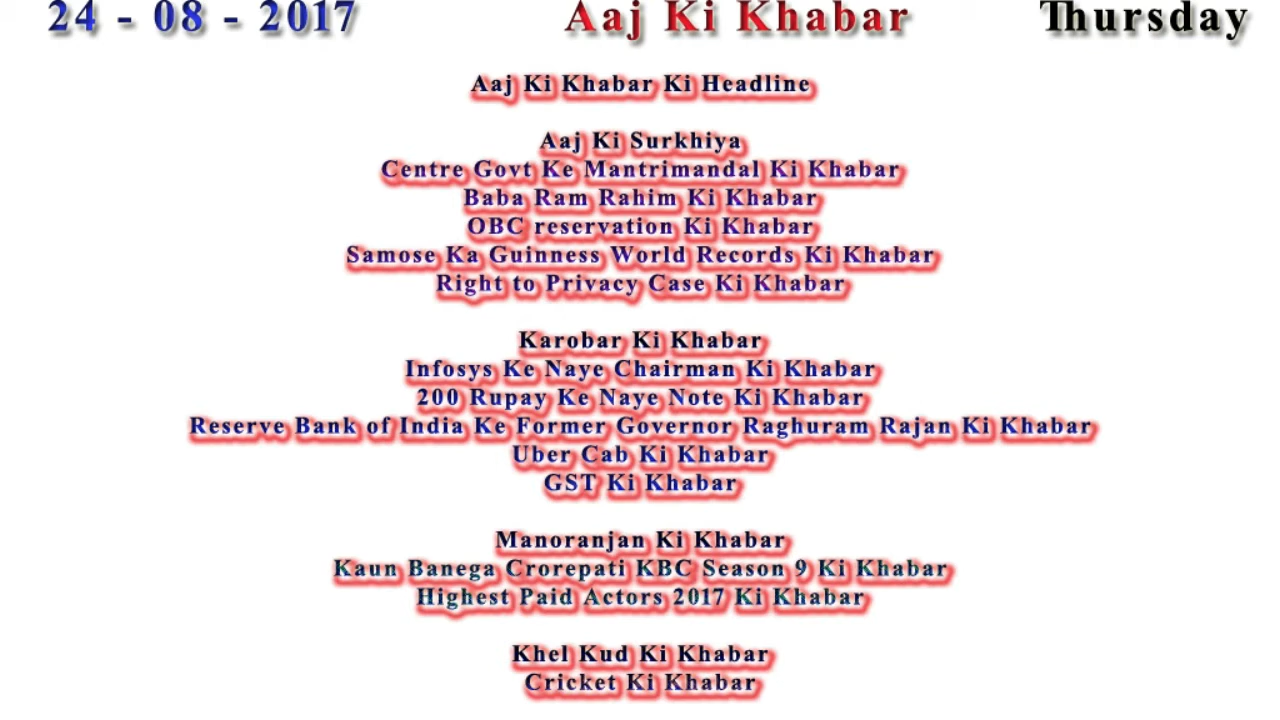 24 - 08 - 2017 Aaj Ki Khabar Thursday
Aaj Ki Khabar Ki Headline
Aaj Ki Surkhiya
Centre Govt Ke Mantrimandal Ki Khabar
Baba Ram Rahim Ki Khabar
OBC reservation Ki Khabar
Samose Ka Guinness World Records Ki Khabar
Right to Privacy Case Ki Khabar
Karobar Ki Khabar
Infosys Ke Naye Chairman Ki Khabar
200 Rupay Ke Naye Note Ki Khabar
Reserve Bank of India Ke Former Governor Raghuram Rajan Ki Khabar
Uber Cab Ki Khabar
GST Ki Khabar
Manoranjan Ki Khabar
Kaun Banega Crorepati KBC Season 9 Ki Khabar
Highest Paid Actors 2017 Ki Khabar
Khel Kud Ki Khabar
Cricket Ki Khabar